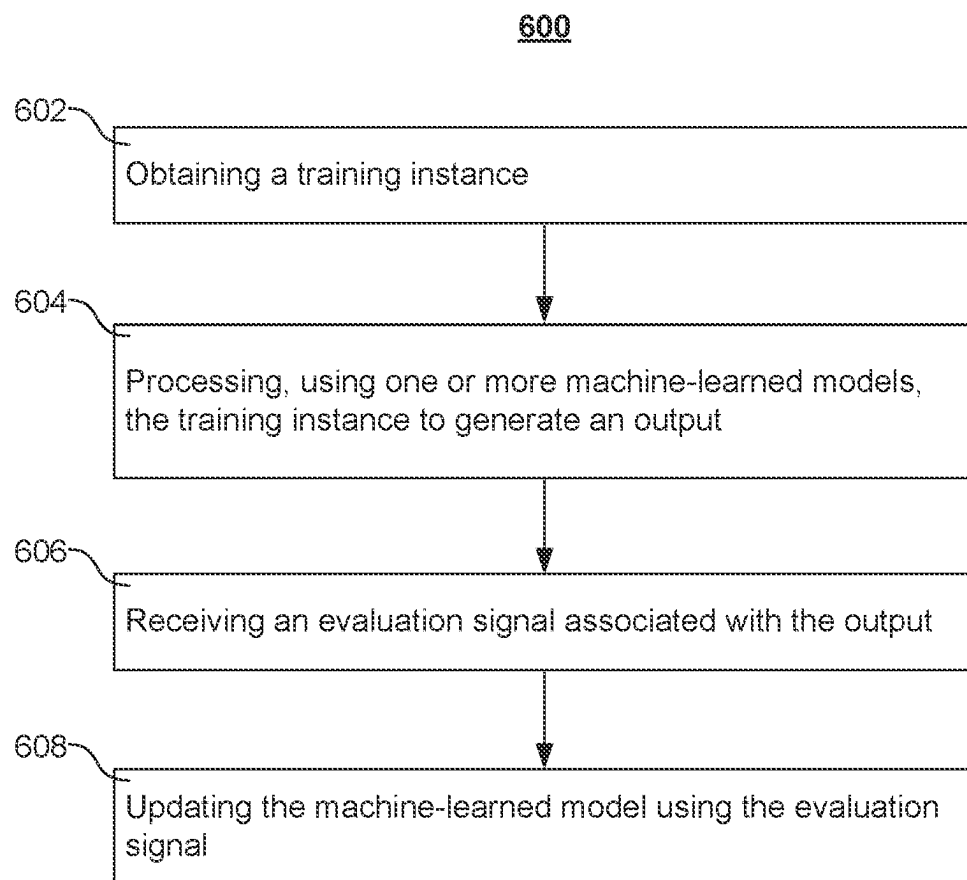 600
602
Obtaining a training instance
604
Processing, using one or more machine-learned models,
the training instance to generate an output
606
Receiving an evaluation signal associated with the output
608
Updating the machine-learned model using the evaluation
signal